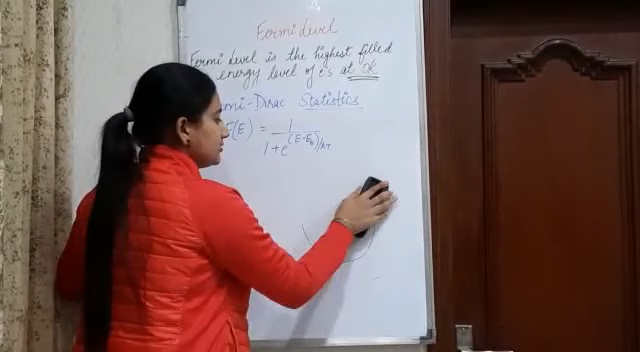 Fermi level
Fermi level is the highest filled
energy level of e's at 0K
mi-Dirac Statistics
(E) = 1
1+e(E-E)/kT